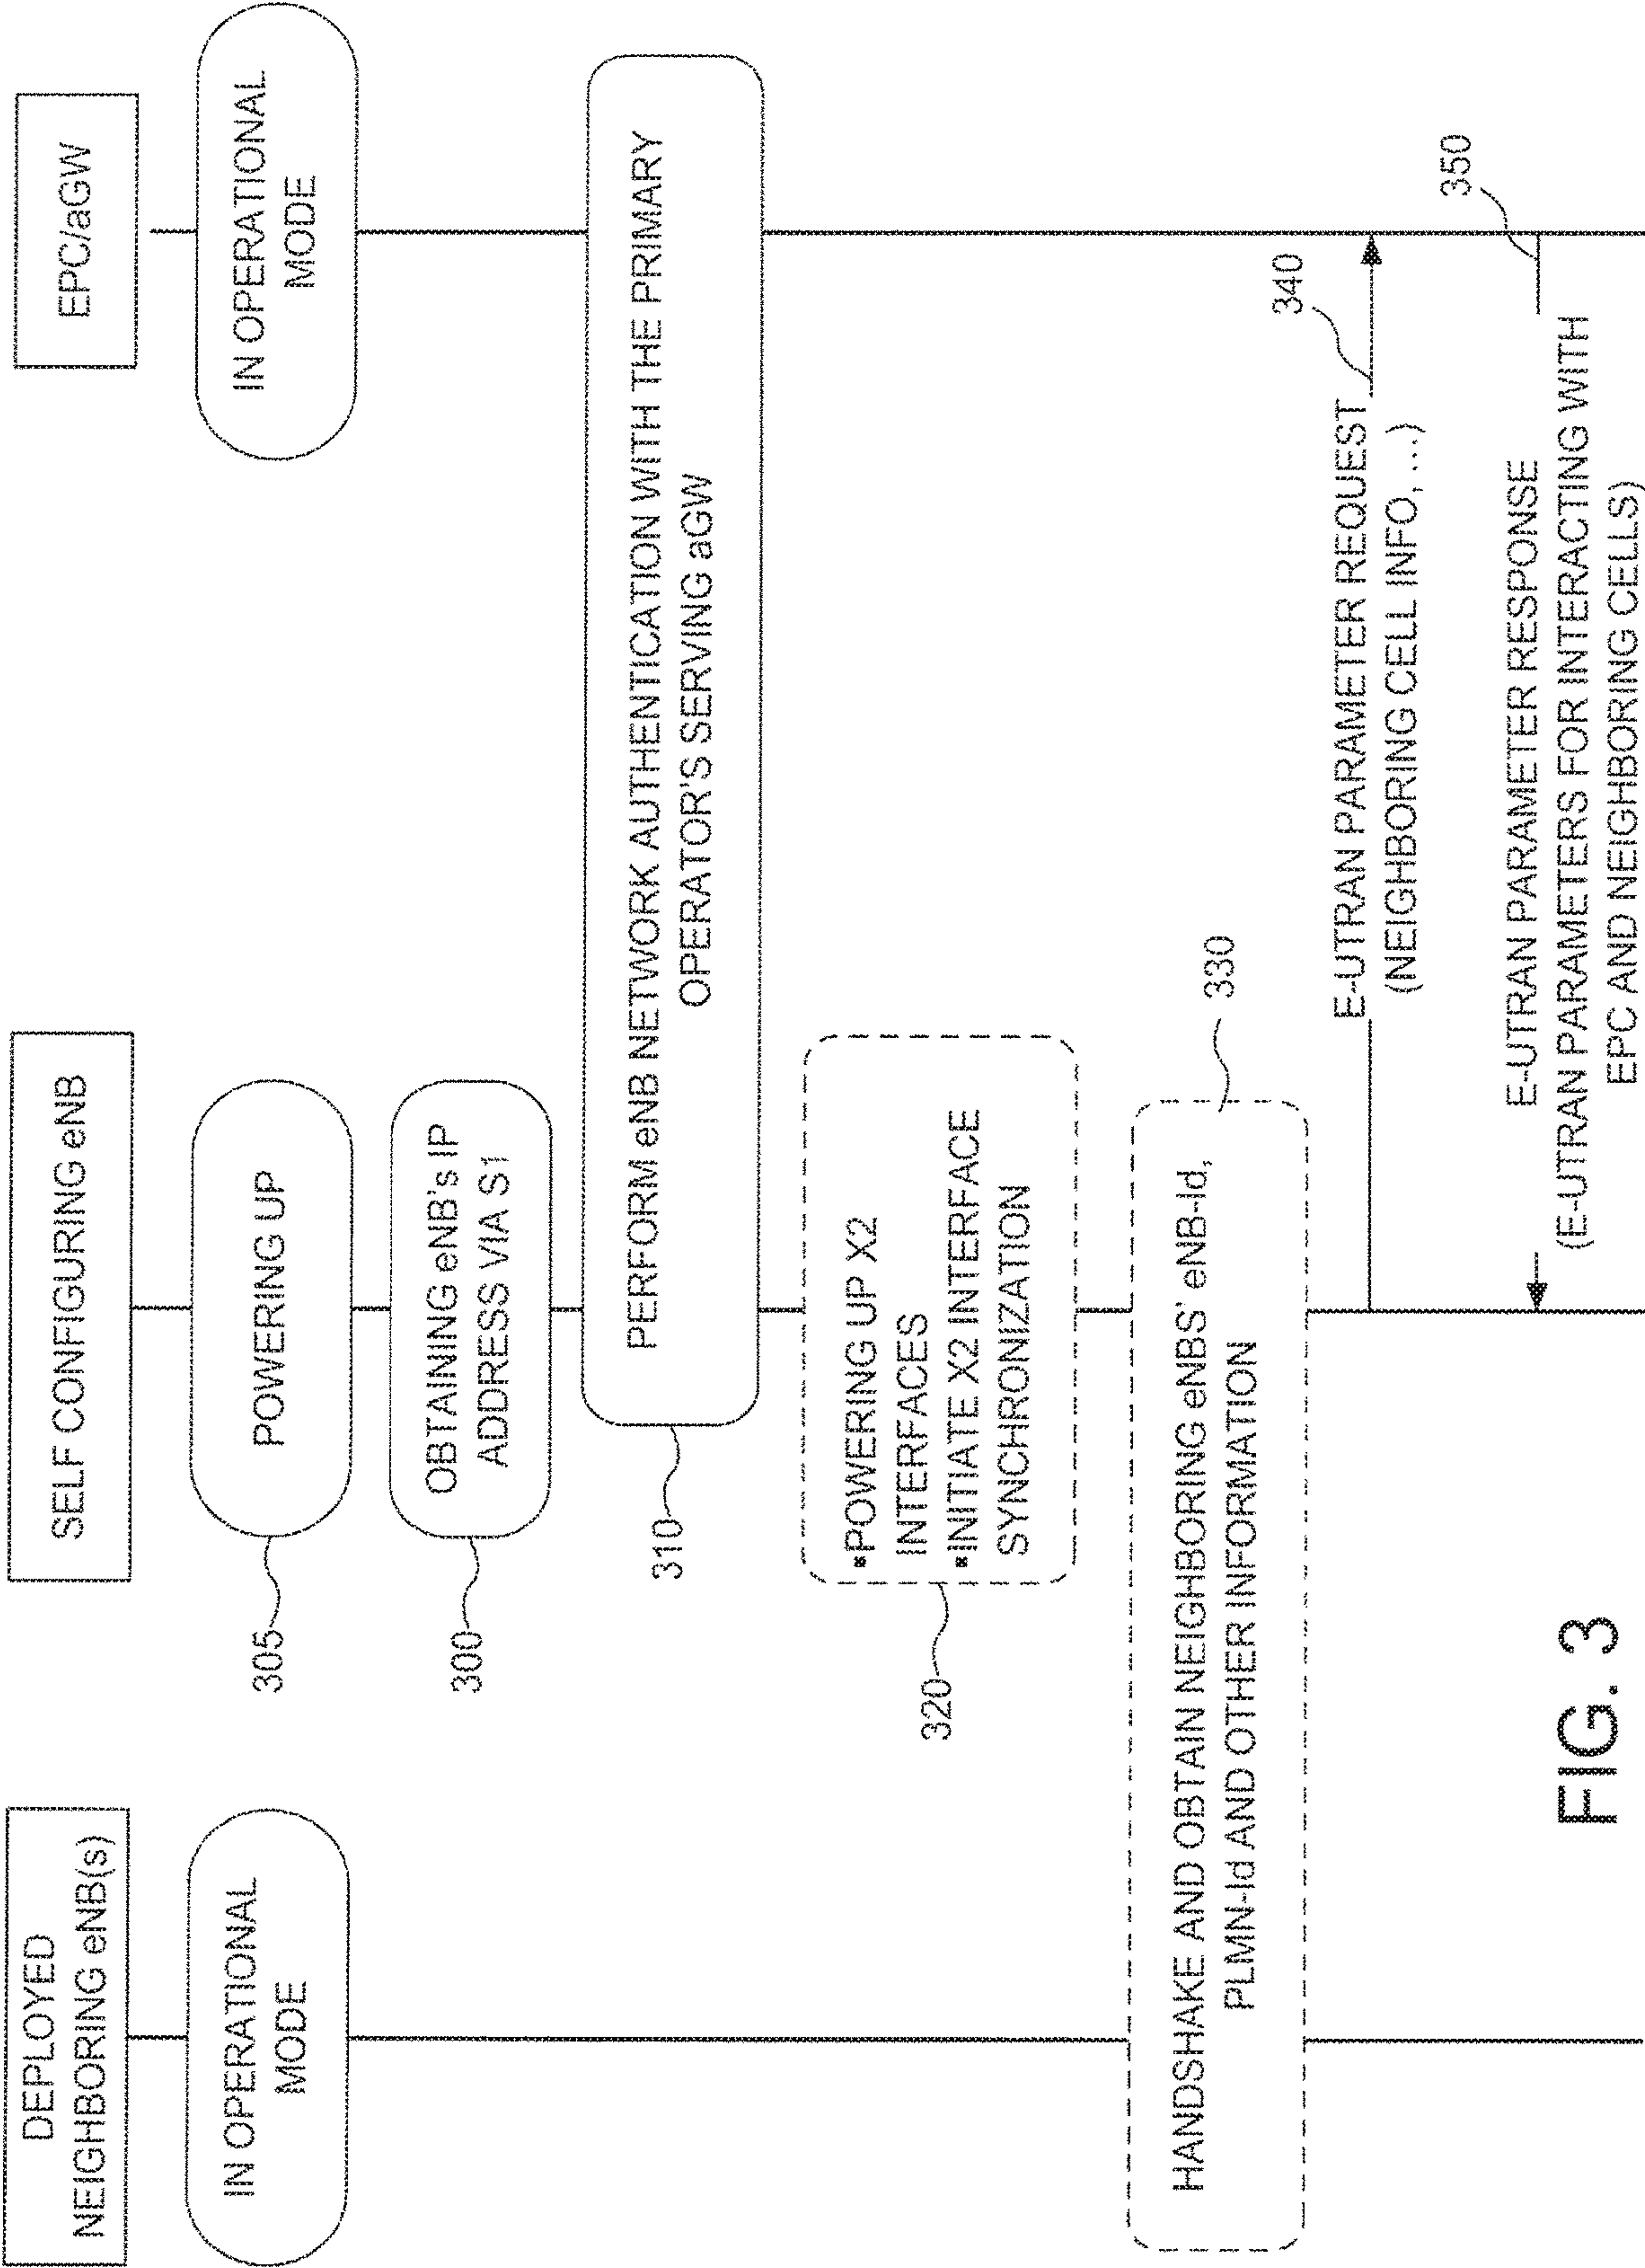 DEPLOYED
NEIGHBORING eNB(s)
SELF CONFIGURING eNB
EPC/aGW
IN OPERATIONAL
MODE
POWERING UP
305
IN OPERATIONAL
MODE
OBTAINING eNB's IP
ADDRESS VIA S1
300
PERFORM eNB NETWORK AUTHENTICATION WITH THE PRIMARY
OPERATOR'S SERVING aGW
310
▪POWERING UP X2
INTERFACES
▪INITIATE X2 INTERFACE
SYNCHRONIZATION
320
HANDSHAKE AND OBTAIN NEIGHBORING eNBS' eNB-Id,
PLMN-Id AND OTHER INFORMATION
330
E-UTRAN PARAMETER REQUEST
(NEIGHBORING CELL INFO, ...)
340
E-UTRAN PARAMETER RESPONSE
(E-UTRAN PARAMETERS FOR INTERACTING WITH
EPC AND NEIGHBORING CELLS)
350
FIG. 3